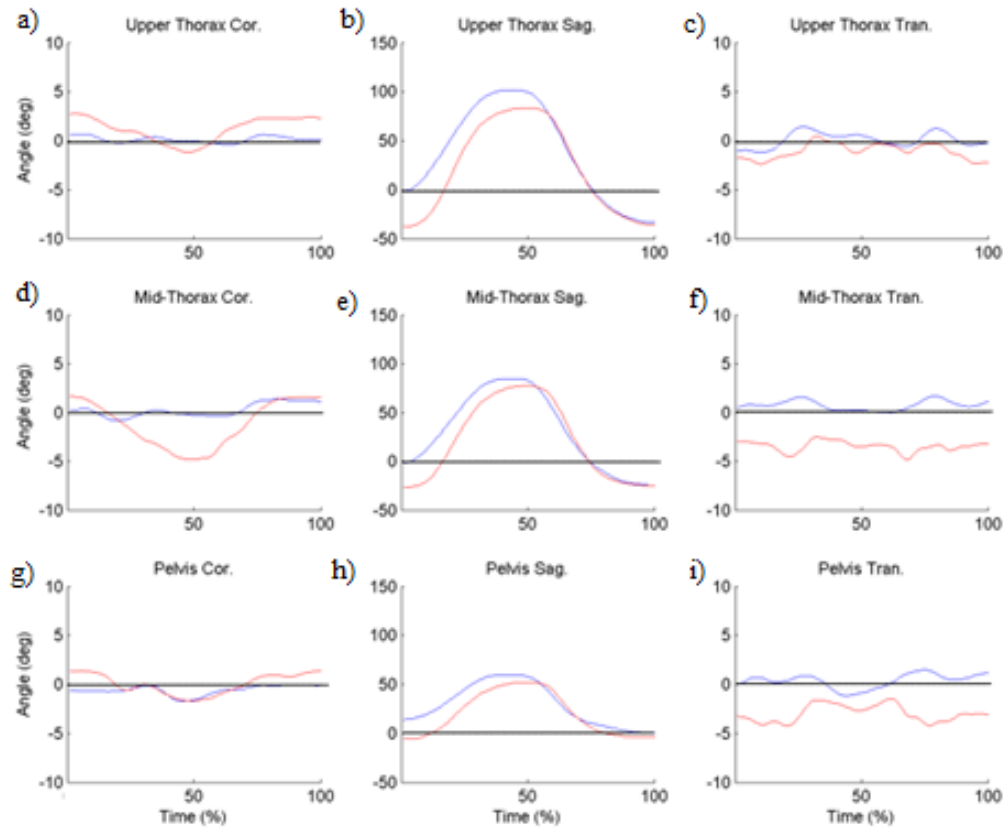 a) Upper Thorax Cor. b) Upper Thorax Sag. c) Upper Thorax Tran.
10 150 10
5 100 5
0 50 0
-5 0 -5
-10 -50 -10
Angle (deg)
50 100 50 100 50 100
d) Mid-Thorax Cor. e) Mid-Thorax Sag. f) Mid-Thorax Tran.
10 150 10
5 100 5
0 50 0
-5 0 -5
-10 -50 -10
Angle (deg)
50 100 50 100 50 100
g) Pelvis Cor. h) Pelvis Sag. i) Pelvis Tran.
10 150 10
5 100 5
0 50 0
-5 0 -5
-10 -50 -10
Angle (deg)
50 100 50 100 50 100
Time (%) Time (%) Time (%)